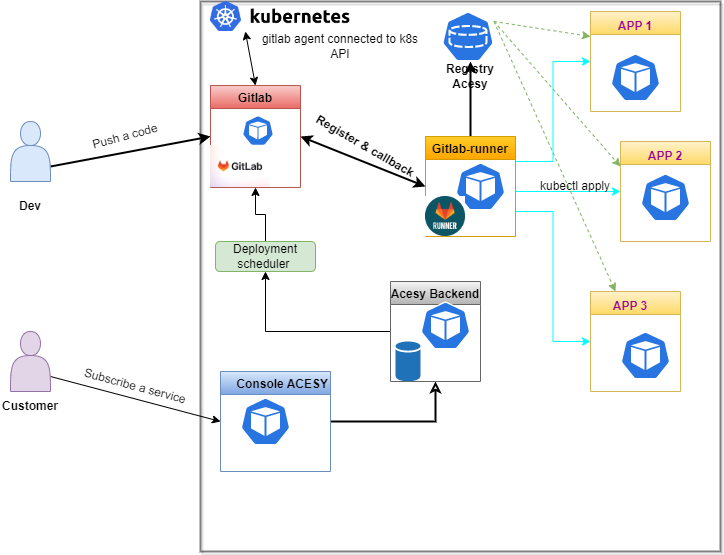 kubernetes
gitlab agent connected to k8s
API
Registry
Acesy
APP 1
Gitlab
GitLab
Push a code
Register & callback
Gitlab-runner
RUNNER
APP 2
kubectl apply
Dev
Deployment
scheduler
Acesy Backend
APP 3
Customer
Subscribe a service
Console ACESY